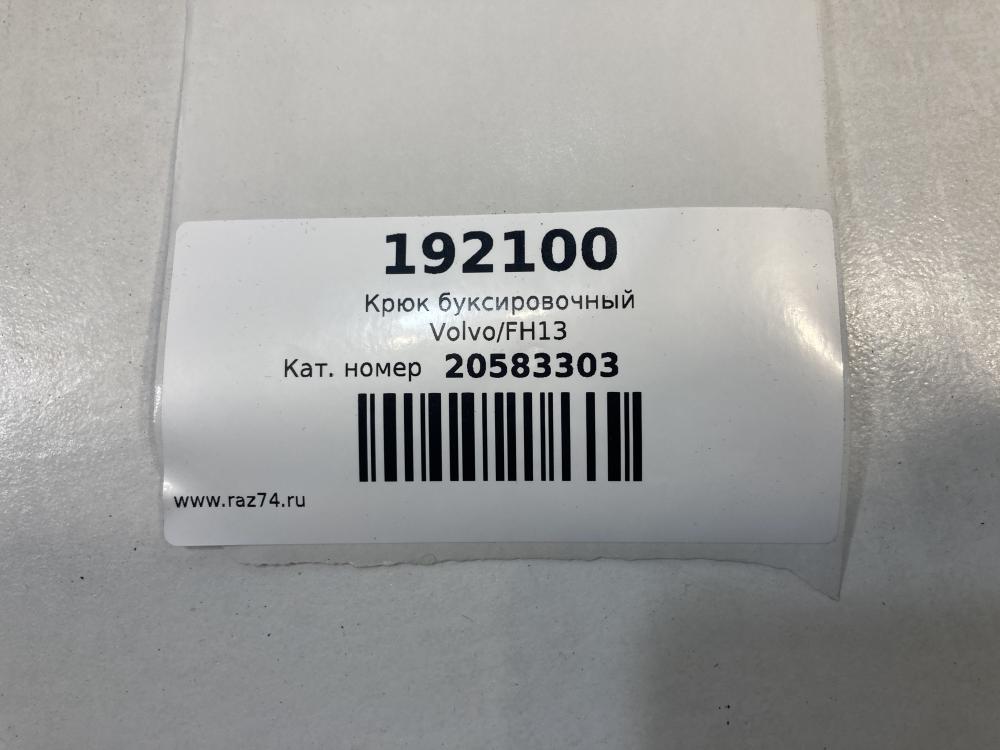 192100
Крюк буксировочный
Volvo/FH13
Кат. номер 20583303
www.raz74.ru